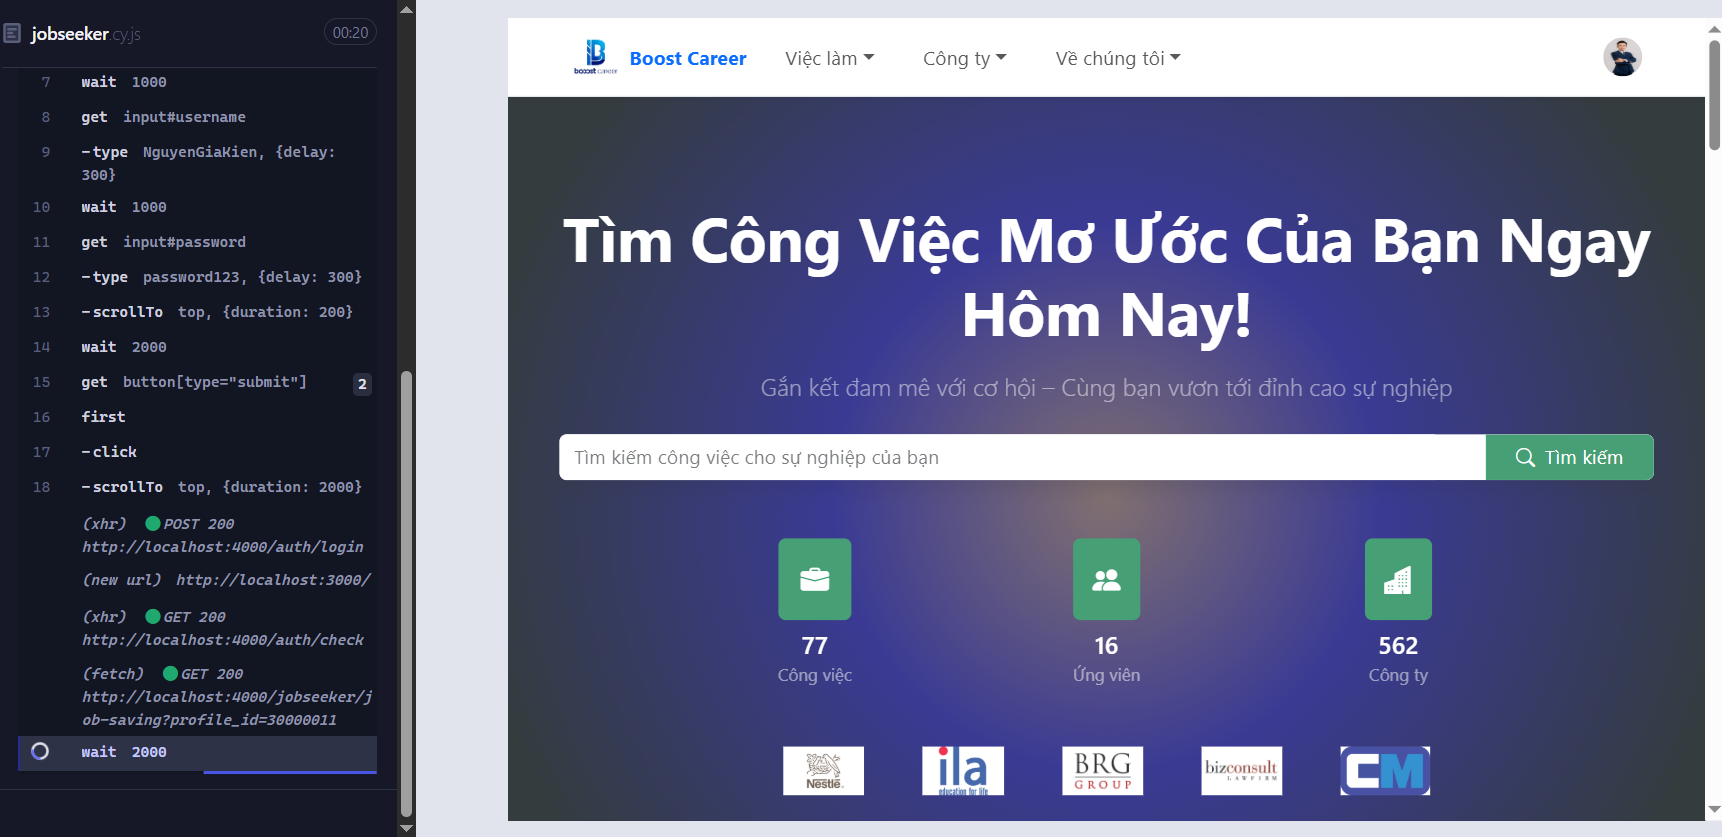 jobseeker.cy.js
00:20
7 wait 1000
8 get input#username
9 -type NguyenGiaKien, {delay:
300}
10 wait 1000
11 get input#password
12 -type password123, {delay: 300}
13 -scrollTo top, {duration: 200}
14 wait 2000
15 get button[type="submit"] 2
16 first
17 -click
18 -scrollTo top, {duration: 2000}
(xhr) POST 200
http://localhost:4000/auth/login
(new url) http://localhost:3000/
(xhr) GET 200
http://localhost:4000/auth/check
(fetch) GET 200
http://localhost:4000/jobseeker/j
ob-saving?profile_id=30000011
wait 2000
boost career
Boost Career
Việc làm
Công ty
Về chúng tôi
Tìm Công Việc Mơ Ước Của Bạn Ngay
Hôm Nay!
Gắn kết đam mê với cơ hội – Cùng bạn vươn tới đỉnh cao sự nghiệp
Tìm kiếm công việc cho sự nghiệp của bạn
Tìm kiếm
77
Công việc
16
Ứng viên
562
Công ty
Nestlé
ila
education for life
BRG
GROUP
bizconsult
LAWFIRM
CM